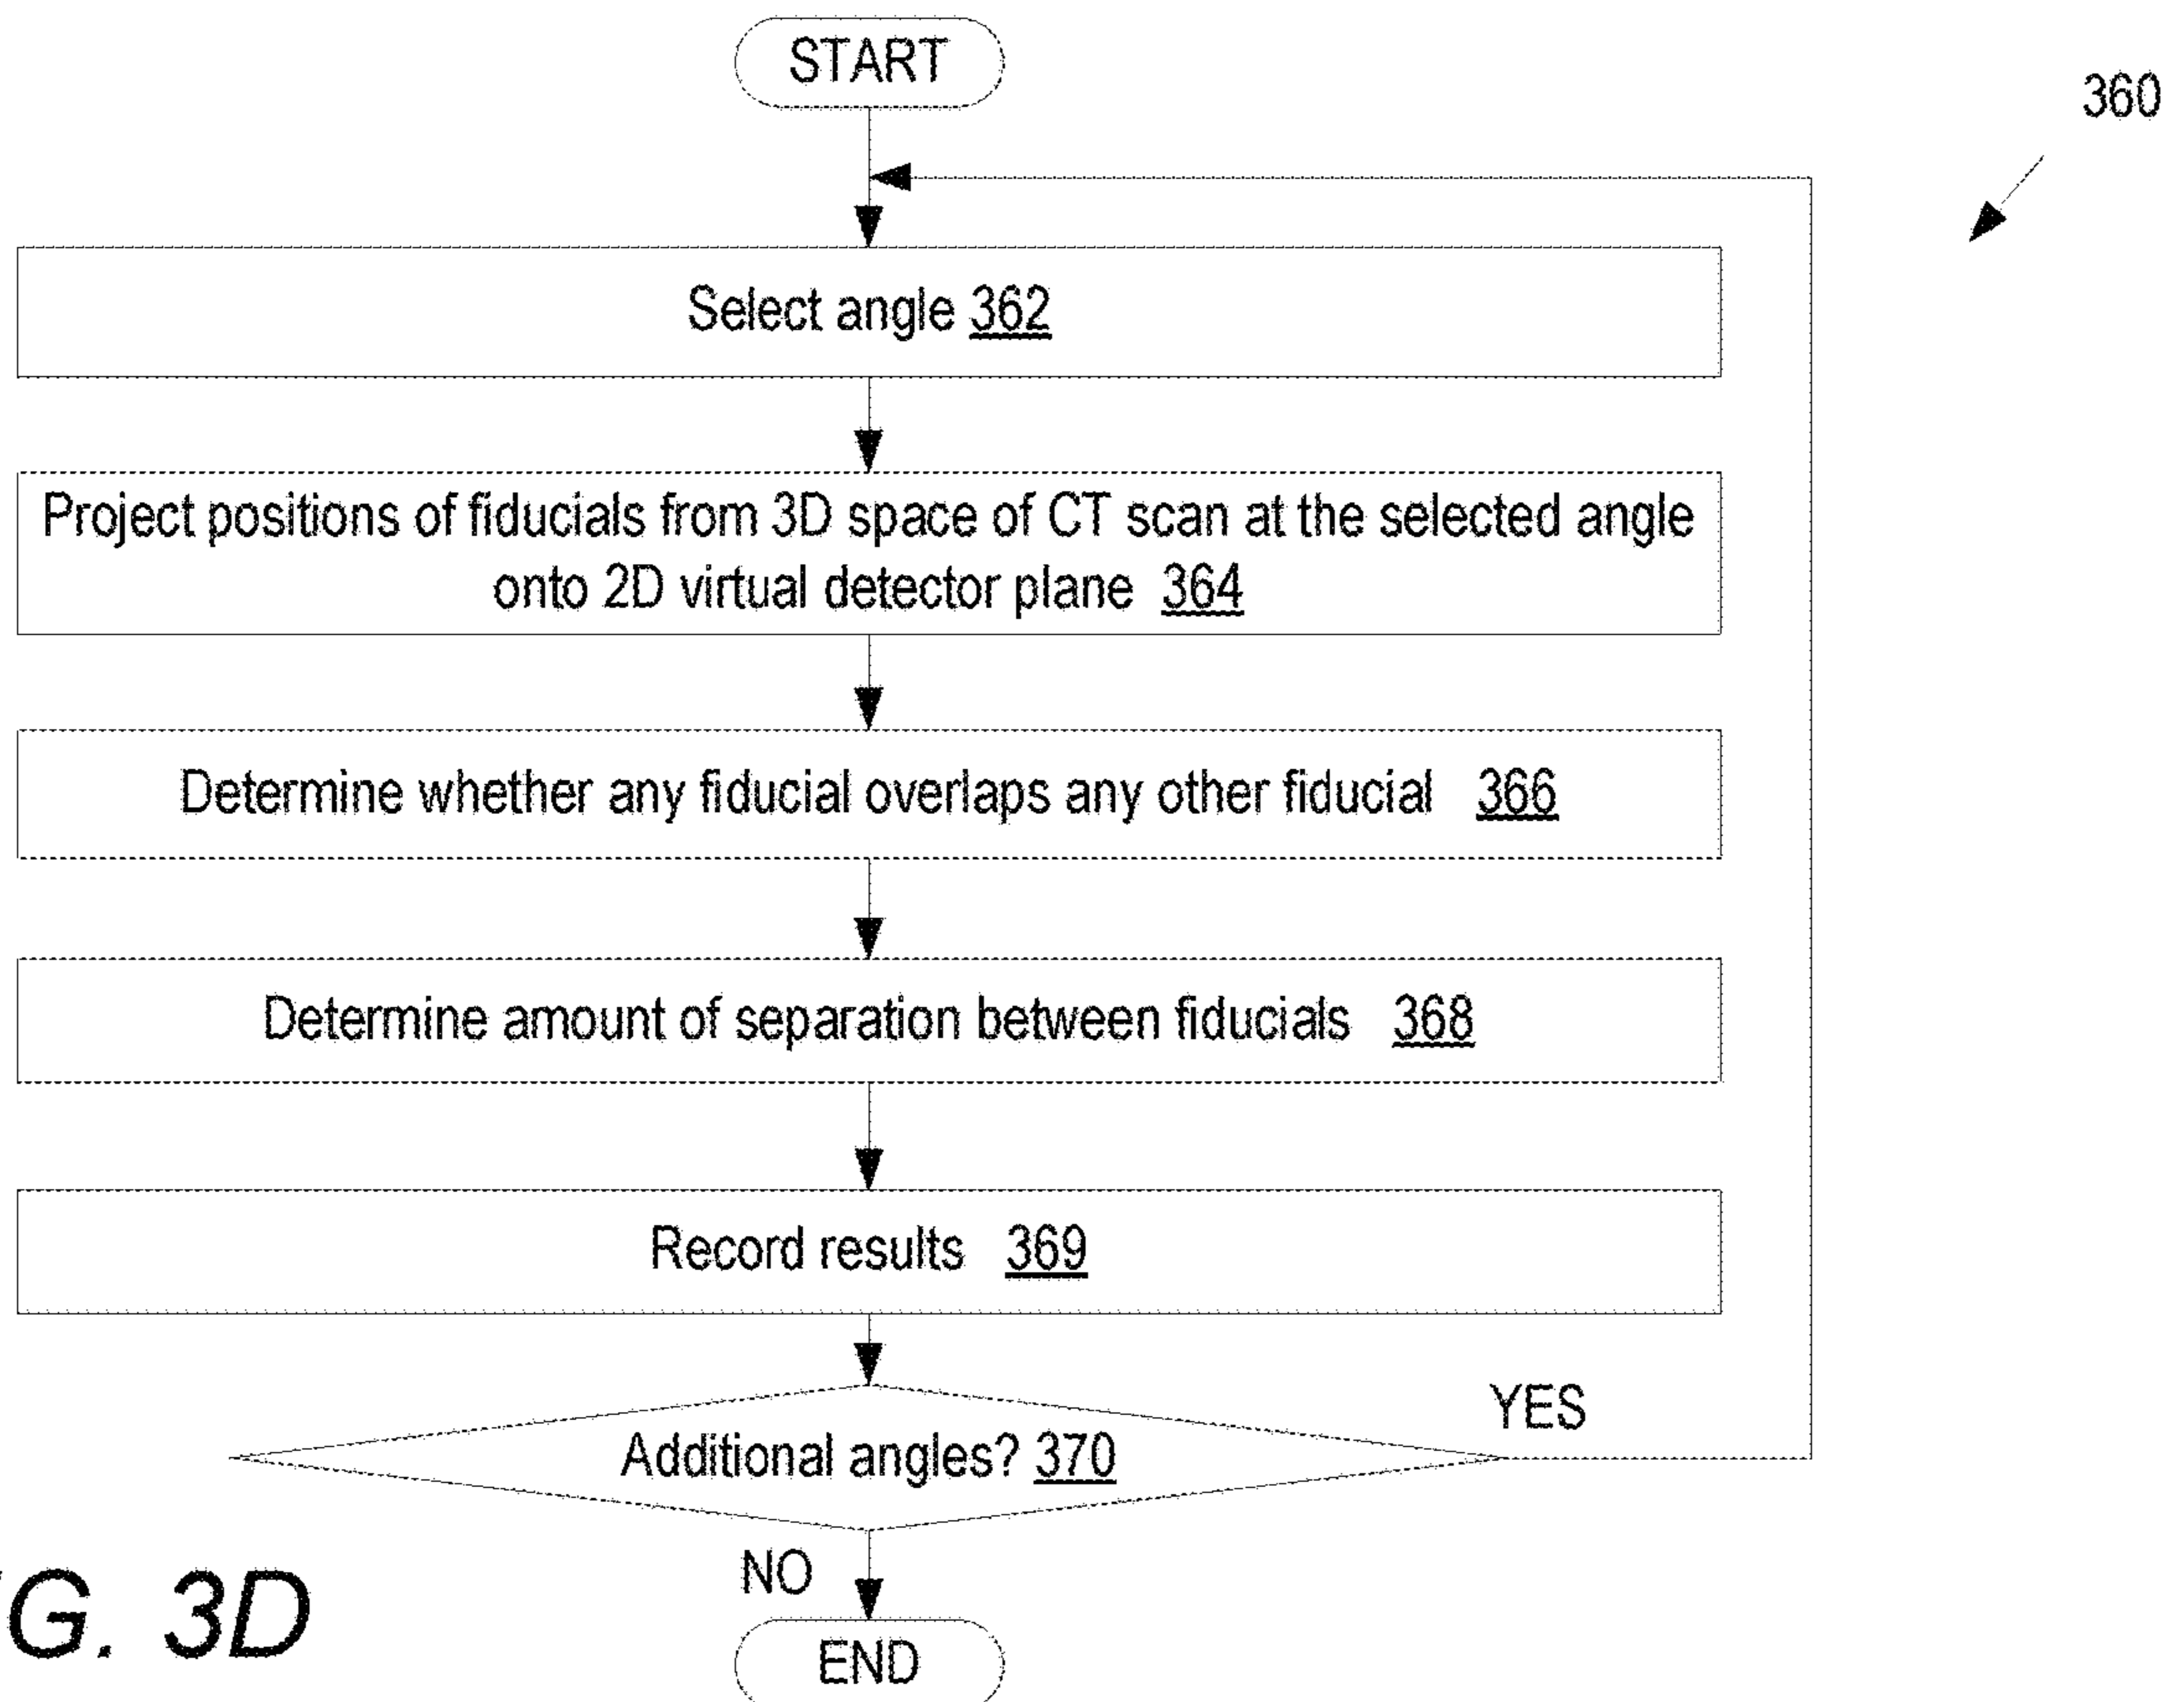 START
360
Select angle 362
Project positions of fiducials from 3D space of CT scan at the selected angle
onto 2D virtual detector plane 364
Determine whether any fiducial overlaps any other fiducial 366
Determine amount of separation between fiducials 368
Record results 369
YES
Additional angles? 370
NO
G. 3D
END